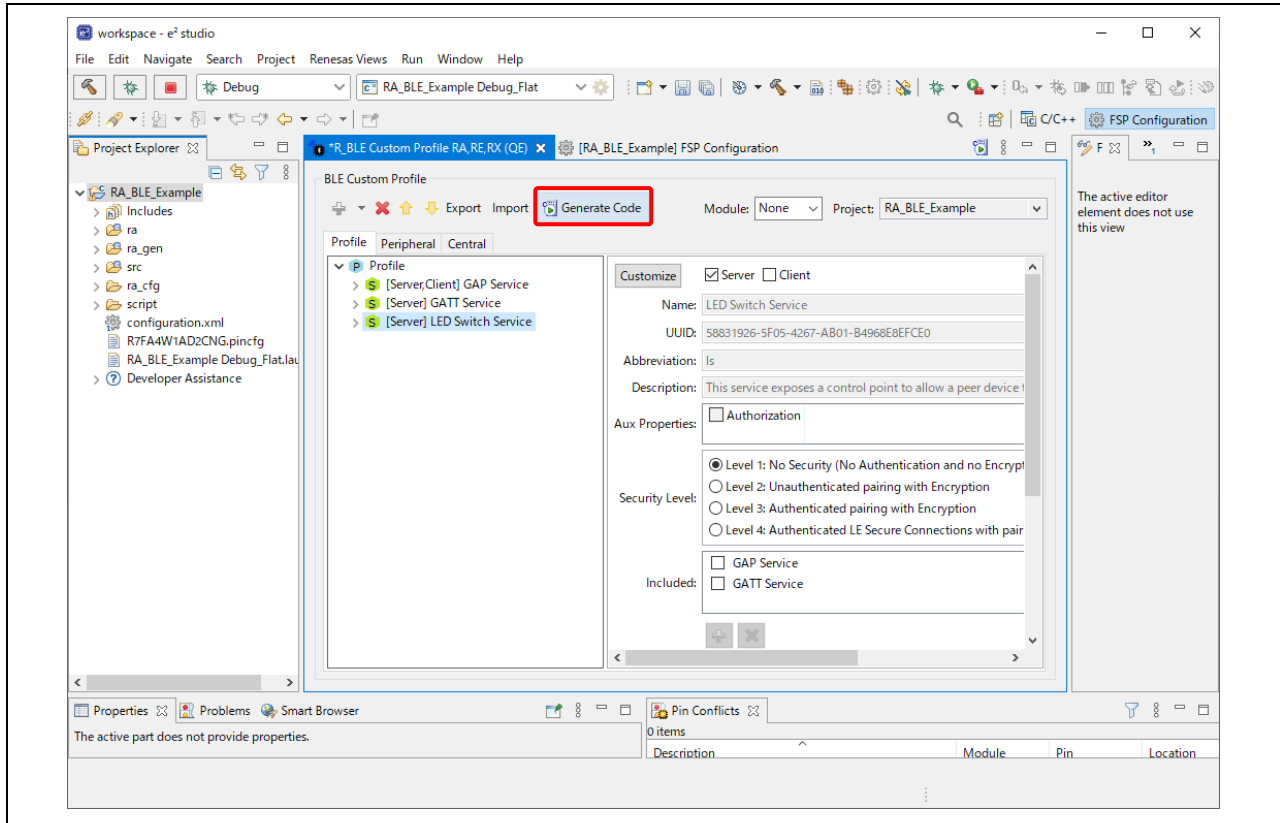 workspace - e² studio
File Edit Navigate Search Project Renesas Views Run Window Help
Debug RA_BLE_Example Debug_Flat
C/C++ FSP Configuration
Project Explorer
RA_BLE_Example
Includes
ra
ra_gen
src
ra_cfg
script
configuration.xml
R7FA4W1AD2CNG.pincfg
RA_BLE_Example Debug_Flat.lau
Developer Assistance
*R_BLE Custom Profile RA,RE,RX (QE) [RA_BLE_Example] FSP Configuration
BLE Custom Profile
Export Import Generate Code Module: None Project: RA_BLE_Example
Profile Peripheral Central
Profile
[Server,Client] GAP Service
[Server] GATT Service
[Server] LED Switch Service
Customize Server Client
Name: LED Switch Service
UUID: 58831926-5F05-4267-AB01-B4968E8EFCE0
Abbreviation: ls
Description: This service exposes a control point to allow a peer device t
Aux Properties: Authorization
Security Level:
Level 1: No Security (No Authentication and no Encrypt
Level 2: Unauthenticated pairing with Encryption
Level 3: Authenticated pairing with Encryption
Level 4: Authenticated LE Secure Connections with pair
Included:
GAP Service
GATT Service
F
The active editor
element does not use
this view
Properties Problems Smart Browser
The active part does not provide properties.
Pin Conflicts
0 items
Description Module Pin Location